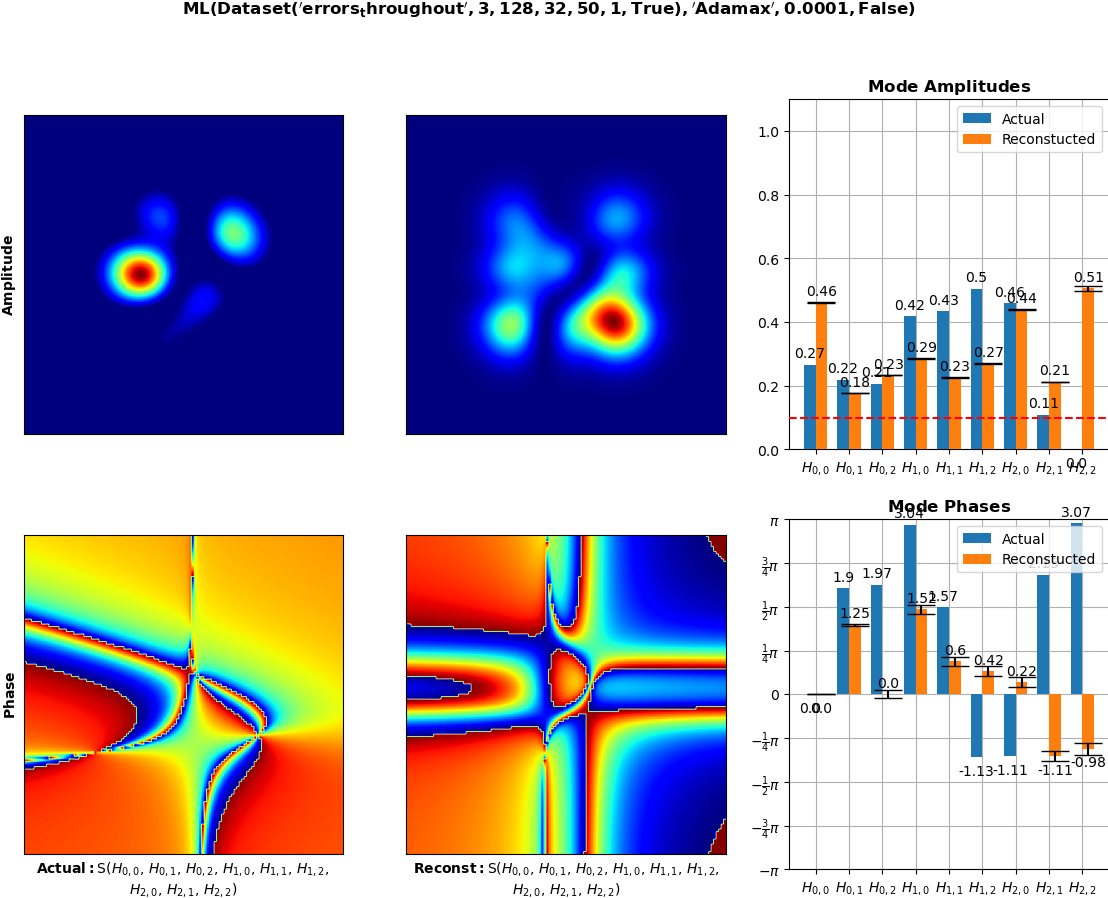 ML(Dataset('errors_throughout', 3, 128, 32, 50, 1, True), 'Adamax', 0.0001, False)
Mode Amplitudes
Actual
Reconstucted
1.0
0.8
0.6
0.4
0.2
0.0
0.27
0.46
0.22
0.18
0.21
0.23
0.42
0.29
0.43
0.23
0.5
0.27
0.46
0.44
0.11
0.21
0.0
0.51
H0,0 H0,1 H0,2 H1,0 H1,1 H1,2 H2,0 H2,1 H2,2
Amplitude
Mode Phases
Actual
Reconstucted
π
3/4π
1/2π
1/4π
0
−1/4π
−1/2π
−3/4π
−π
0.0
0.0
1.9
1.25
1.97
0.0
3.04
1.52
1.57
0.6
-1.13
0.42
-1.11
0.22
-1.11
3.07
-0.98
H0,0 H0,1 H0,2 H1,0 H1,1 H1,2 H2,0 H2,1 H2,2
Phase
Actual: S(H0,0, H0,1, H0,2, H1,0, H1,1, H1,2,
H2,0, H2,1, H2,2)
Reconst: S(H0,0, H0,1, H0,2, H1,0, H1,1, H1,2,
H2,0, H2,1, H2,2)